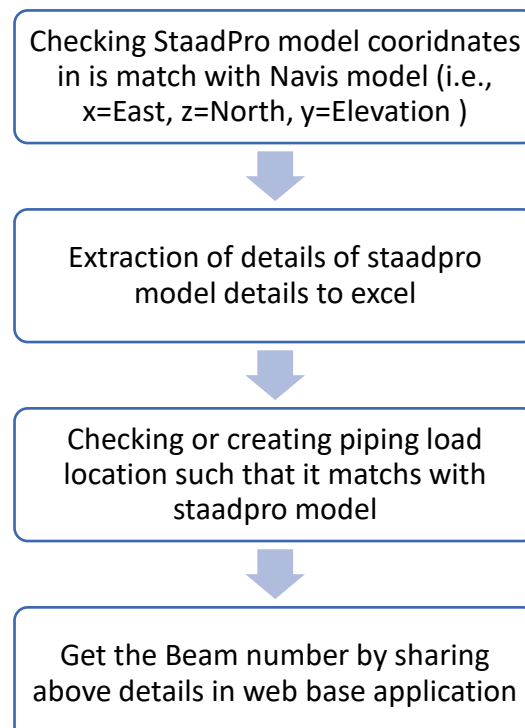 Checking StaadPro model cooridnates
in is match with Navis model (i.e.,
x=East, z=North, y=Elevation )
Extraction of details of staadpro
model details to excel
Checking or creating piping load
location such that it matchs with
staadpro model
Get the Beam number by sharing
above details in web base application